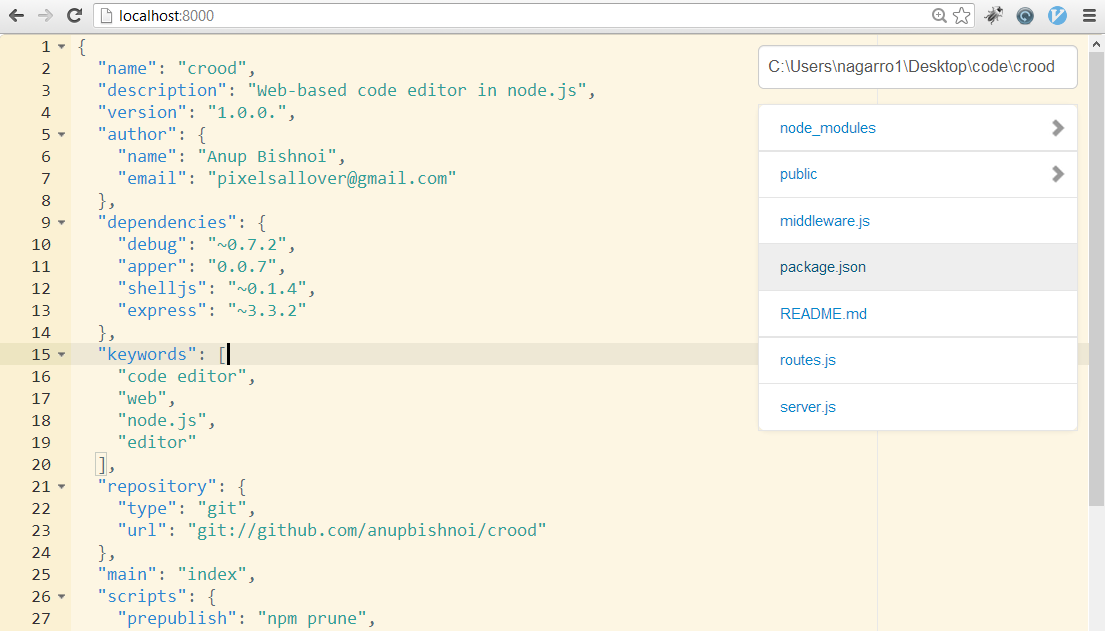 localhost:8000
1 {
2 "name": "crood",
3 "description": "Web-based code editor in node.js",
4 "version": "1.0.0.",
5 "author": {
6 "name": "Anup Bishnoi",
7 "email": "pixelsallover@gmail.com"
8 },
9 "dependencies": {
10 "debug": "~0.7.2",
11 "apper": "0.0.7",
12 "shelljs": "~0.1.4",
13 "express": "~3.3.2"
14 },
15 "keywords": [
16 "code editor",
17 "web",
18 "node.js",
19 "editor"
20 ],
21 "repository": {
22 "type": "git",
23 "url": "git://github.com/anupbishnoi/crood"
24 },
25 "main": "index",
26 "scripts": {
27 "prepublish": "npm prune",
C:\Users\nagarro1\Desktop\code\crood
node_modules
public
middleware.js
package.json
README.md
routes.js
server.js